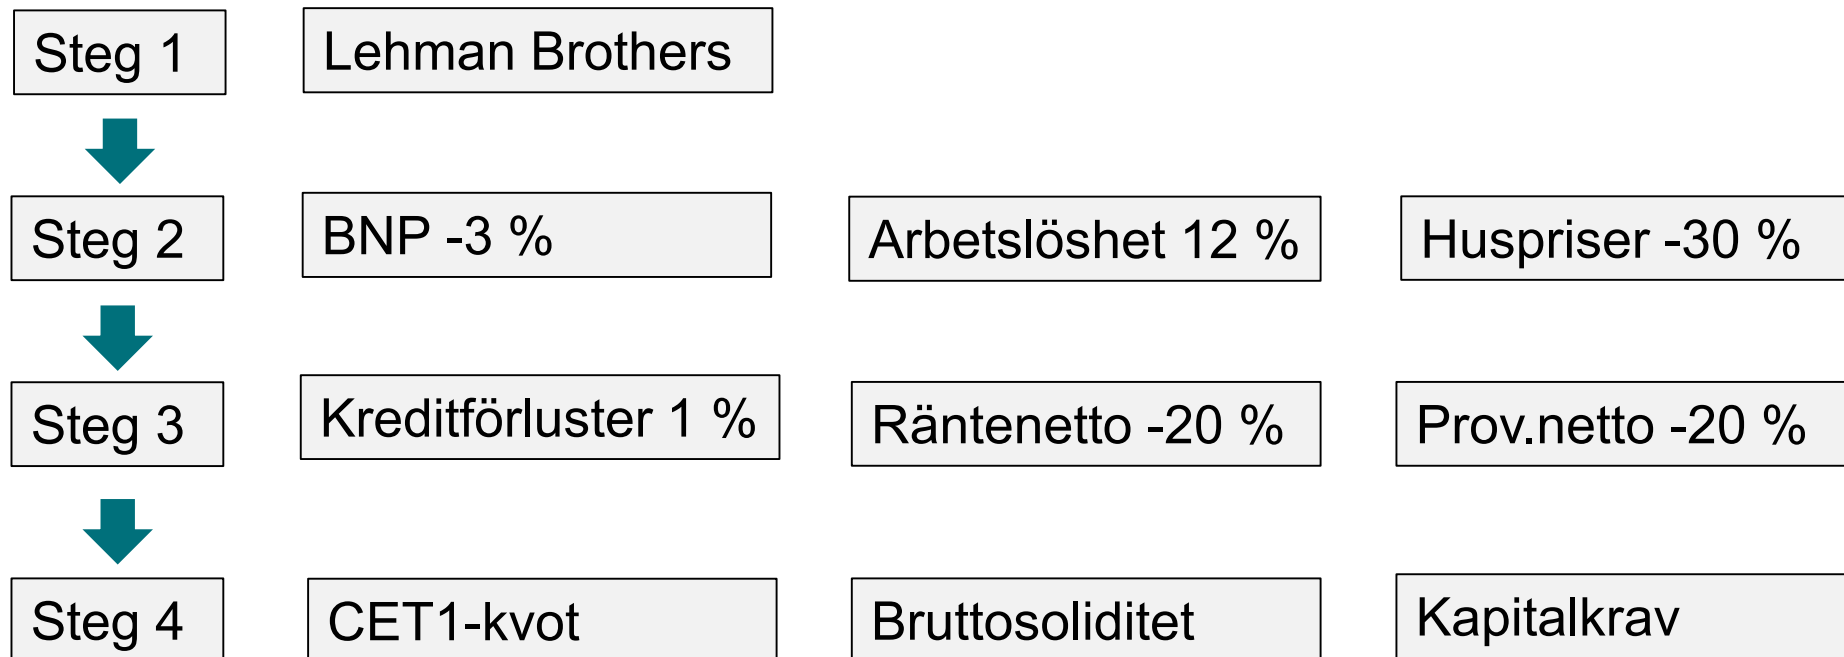 Steg 1
Lehman Brothers
Steg 2
BNP -3 %
Arbetslöshet 12 %
Huspriser -30 %
Steg 3
Kreditförluster 1 %
Räntenetto -20 %
Prov.netto -20 %
Steg 4
CET1-kvot
Bruttosoliditet
Kapitalkrav